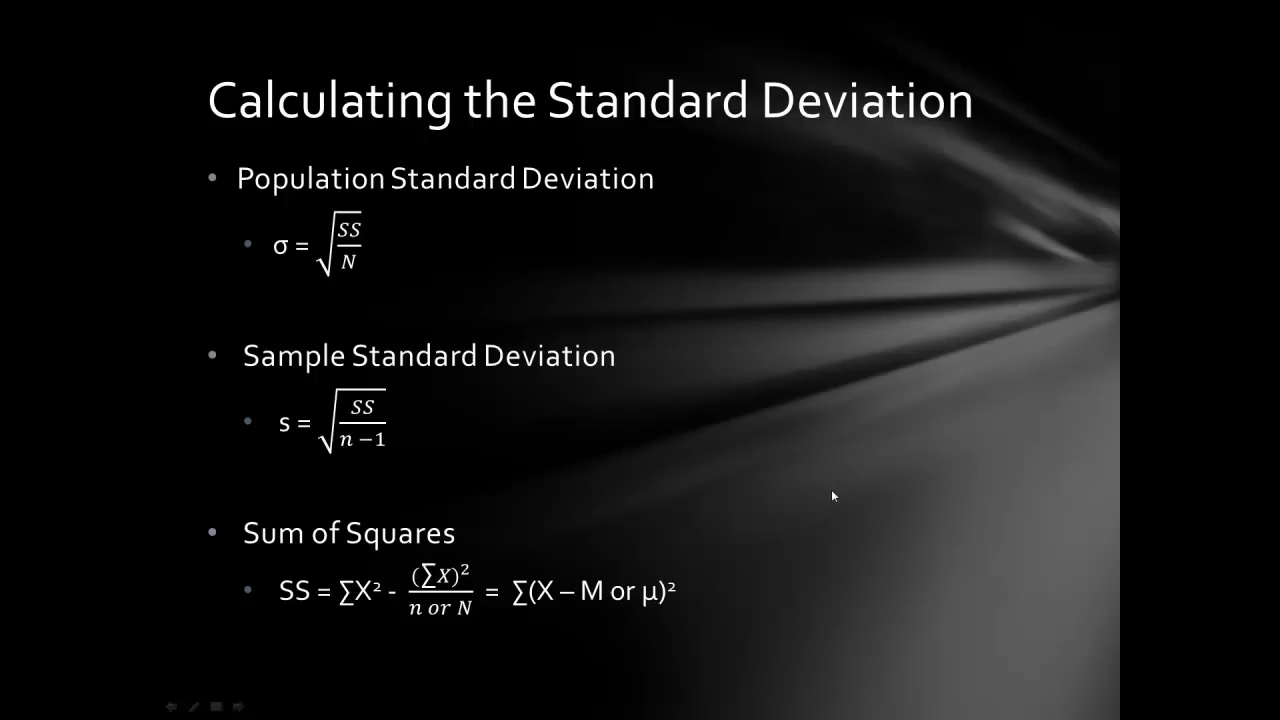 Calculating the Standard Deviation
• Population Standard Deviation
• σ = √(SS/N)
• Sample Standard Deviation
• s = √(SS/(n −1))
• Sum of Squares
• SS = ∑X² - (∑X)²/(n or N) = ∑(X – M or μ)²